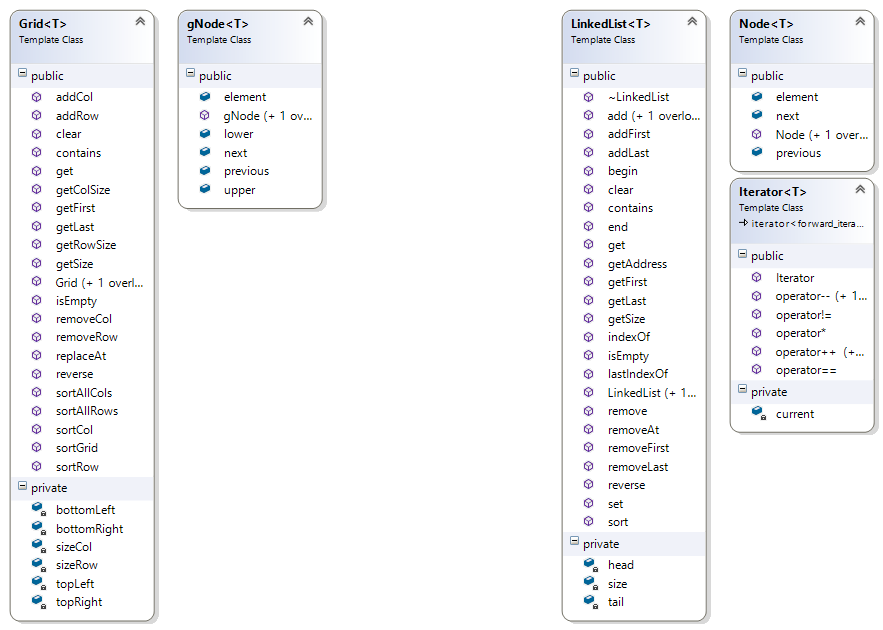 Grid<T>
Template Class
public
addCol
addRow
clear
contains
get
getColSize
getFirst
getLast
getRowSize
getSize
Grid (+ 1 overl...
isEmpty
removeCol
removeRow
replaceAt
reverse
sortAllCols
sortAllRows
sortCol
sortGrid
sortRow
private
bottomLeft
bottomRight
sizeCol
sizeRow
topLeft
topRight
gNode<T>
Template Class
public
element
gNode (+ 1 ov...
lower
next
previous
upper
LinkedList<T>
Template Class
public
~LinkedList
add (+ 1 overlo...
addFirst
addLast
begin
clear
contains
end
get
getAddress
getFirst
getLast
getSize
indexOf
isEmpty
lastIndexOf
LinkedList (+ 1...
remove
removeAt
removeFirst
removeLast
reverse
set
sort
private
head
size
tail
Node<T>
Template Class
public
element
next
Node (+ 1 over...
previous
Iterator<T>
Template Class
iterator<forward_itera...
public
Iterator
operator-- (+ 1...
operator!=
operator*
operator++ (+...
operator==
private
current